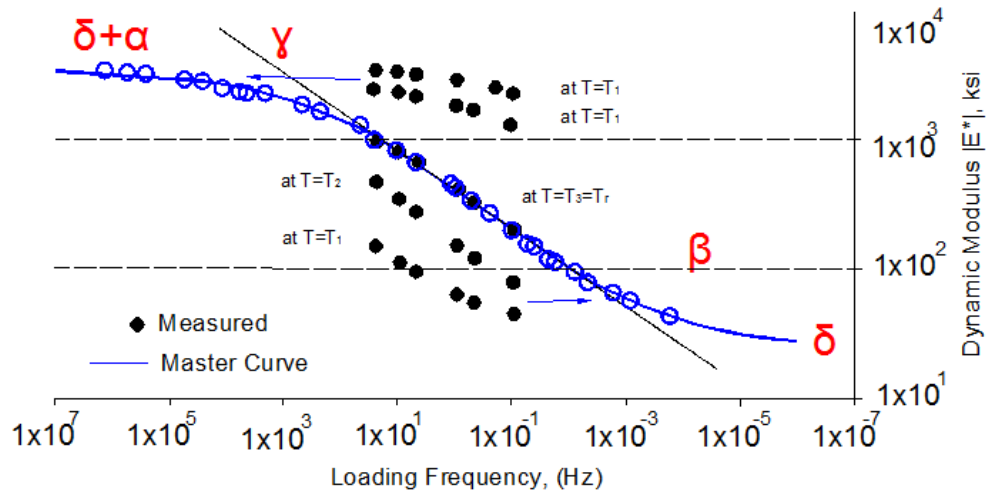 δ+α
γ
1x10⁴
at T=T₁
at T=T₁
1x10³
at T=T₂
at T=T₃=Tᵣ
at T=T₁
β
1x10²
Measured
Master Curve
δ
1x10¹
Dynamic Modulus |E*|, ksi
1x10⁷ 1x10⁵ 1x10³ 1x10¹ 1x10⁻¹ 1x10⁻³ 1x10⁻⁵ 1x10⁻⁷
Loading Frequency, (Hz)